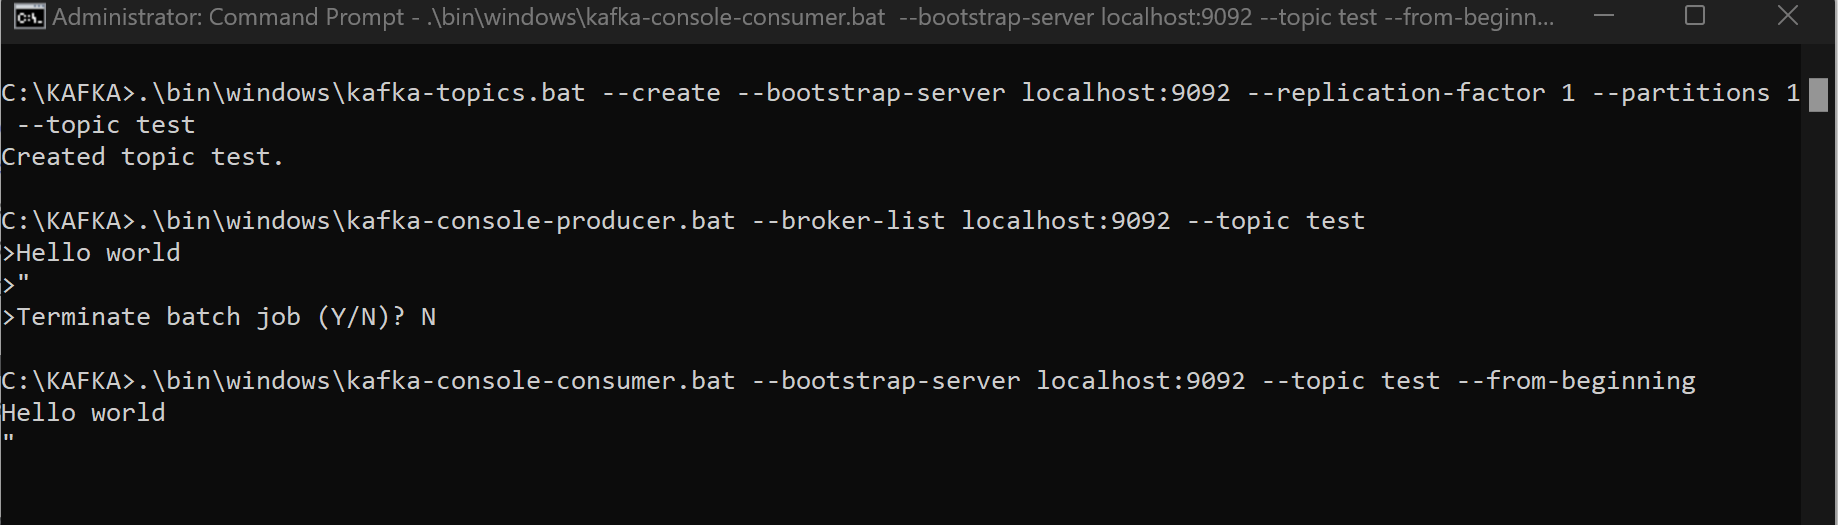 Administrator: Command Prompt - .\bin\windows\kafka-console-consumer.bat  --bootstrap-server localhost:9092 --topic test --from-beginn...
C:\KAFKA>.\bin\windows\kafka-topics.bat --create --bootstrap-server localhost:9092 --replication-factor 1 --partitions 1
 --topic test
Created topic test.
C:\KAFKA>.\bin\windows\kafka-console-producer.bat --broker-list localhost:9092 --topic test
>Hello world
>"
>Terminate batch job (Y/N)? N
C:\KAFKA>.\bin\windows\kafka-console-consumer.bat --bootstrap-server localhost:9092 --topic test --from-beginning
Hello world
"